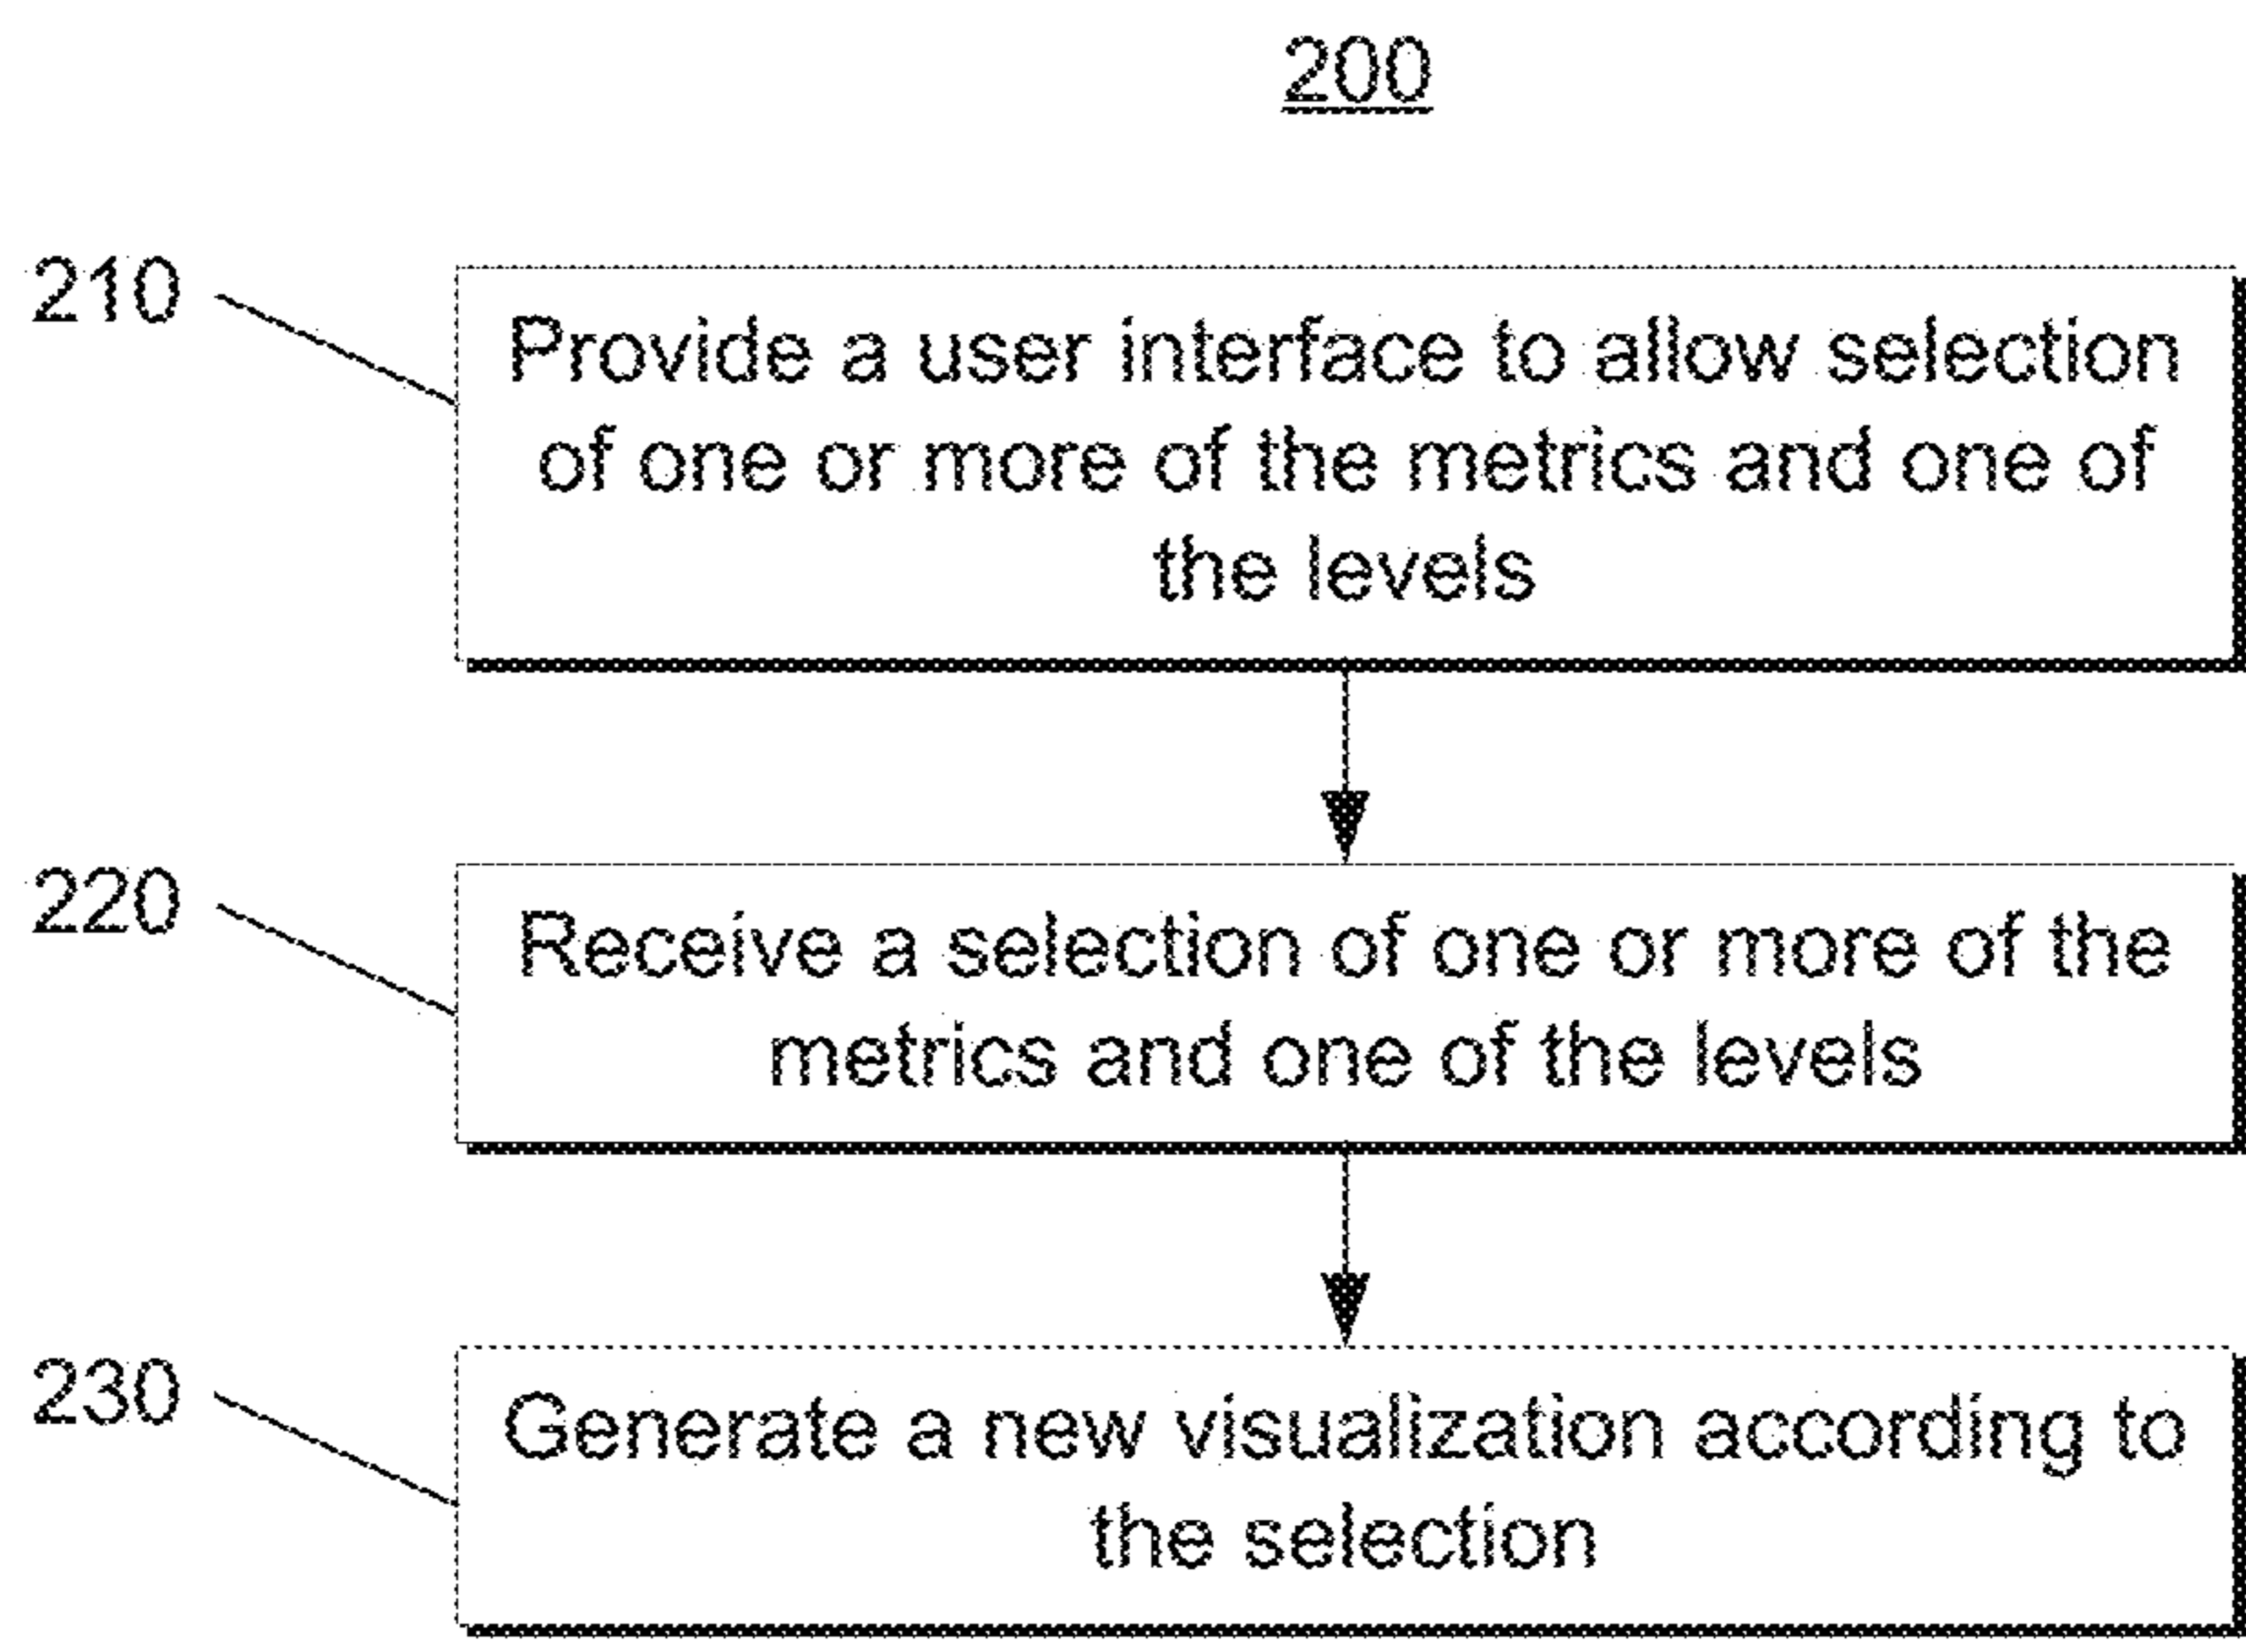 200
210
Provide a user interface to allow selection
of one or more of the metrics and one of
the levels
220
Receive a selection of one or more of the
metrics and one of the levels
230
Generate a new visualization according to
the selection